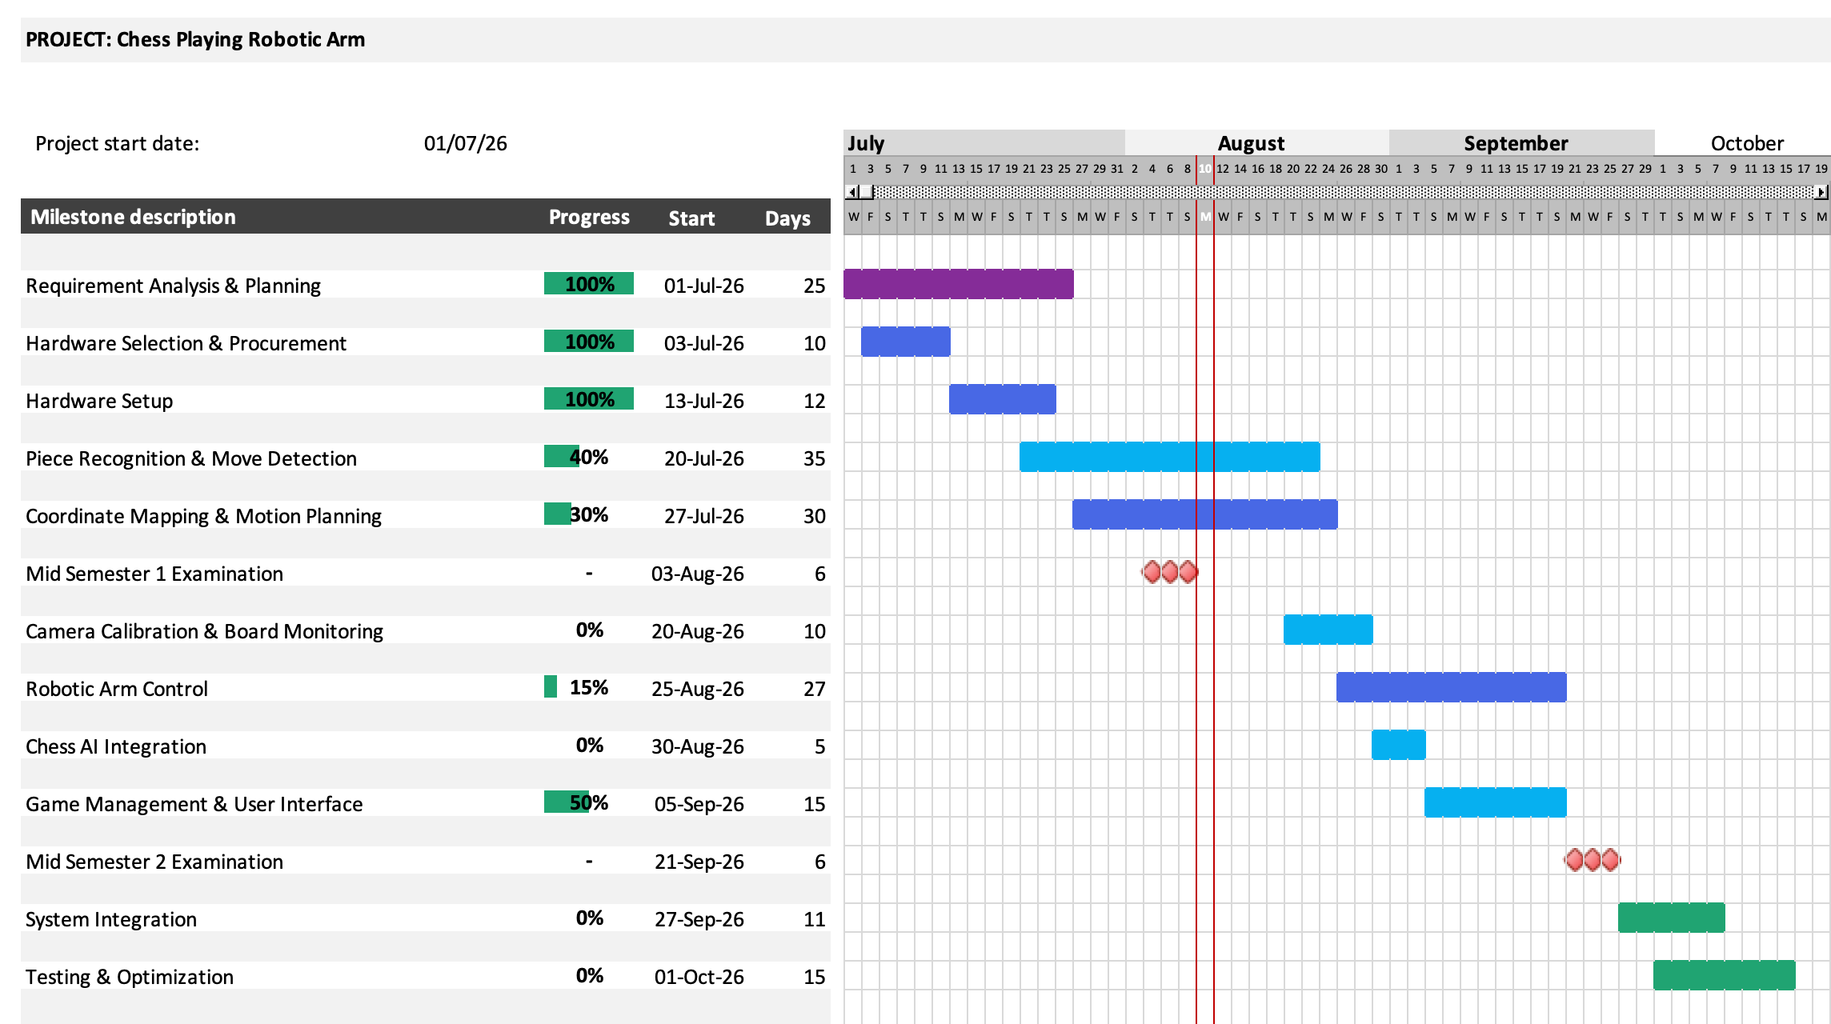 PROJECT: Chess Playing Robotic Arm
Project start date: 01/07/26
July August September October
1 3 5 7 9 11 13 15 17 19 21 23 25 27 29 31 2 4 6 8 10 12 14 16 18 20 22 24 26 28 30 1 3 5 7 9 11 13 15 17 19 21 23 25 27 29 1 3 5 7 9 11 13 15 17 19
Milestone description Progress Start Days W F S T T S M W F S T T S M W F S T T S M W F S T T S M W F S T T S M W F S T T S M W F S T T S M W F S T T S M
Requirement Analysis & Planning 100% 01-Jul-26 25
Hardware Selection & Procurement 100% 03-Jul-26 10
Hardware Setup 100% 13-Jul-26 12
Piece Recognition & Move Detection 40% 20-Jul-26 35
Coordinate Mapping & Motion Planning 30% 27-Jul-26 30
Mid Semester 1 Examination - 03-Aug-26 6
Camera Calibration & Board Monitoring 0% 20-Aug-26 10
Robotic Arm Control 15% 25-Aug-26 27
Chess AI Integration 0% 30-Aug-26 5
Game Management & User Interface 50% 05-Sep-26 15
Mid Semester 2 Examination - 21-Sep-26 6
System Integration 0% 27-Sep-26 11
Testing & Optimization 0% 01-Oct-26 15